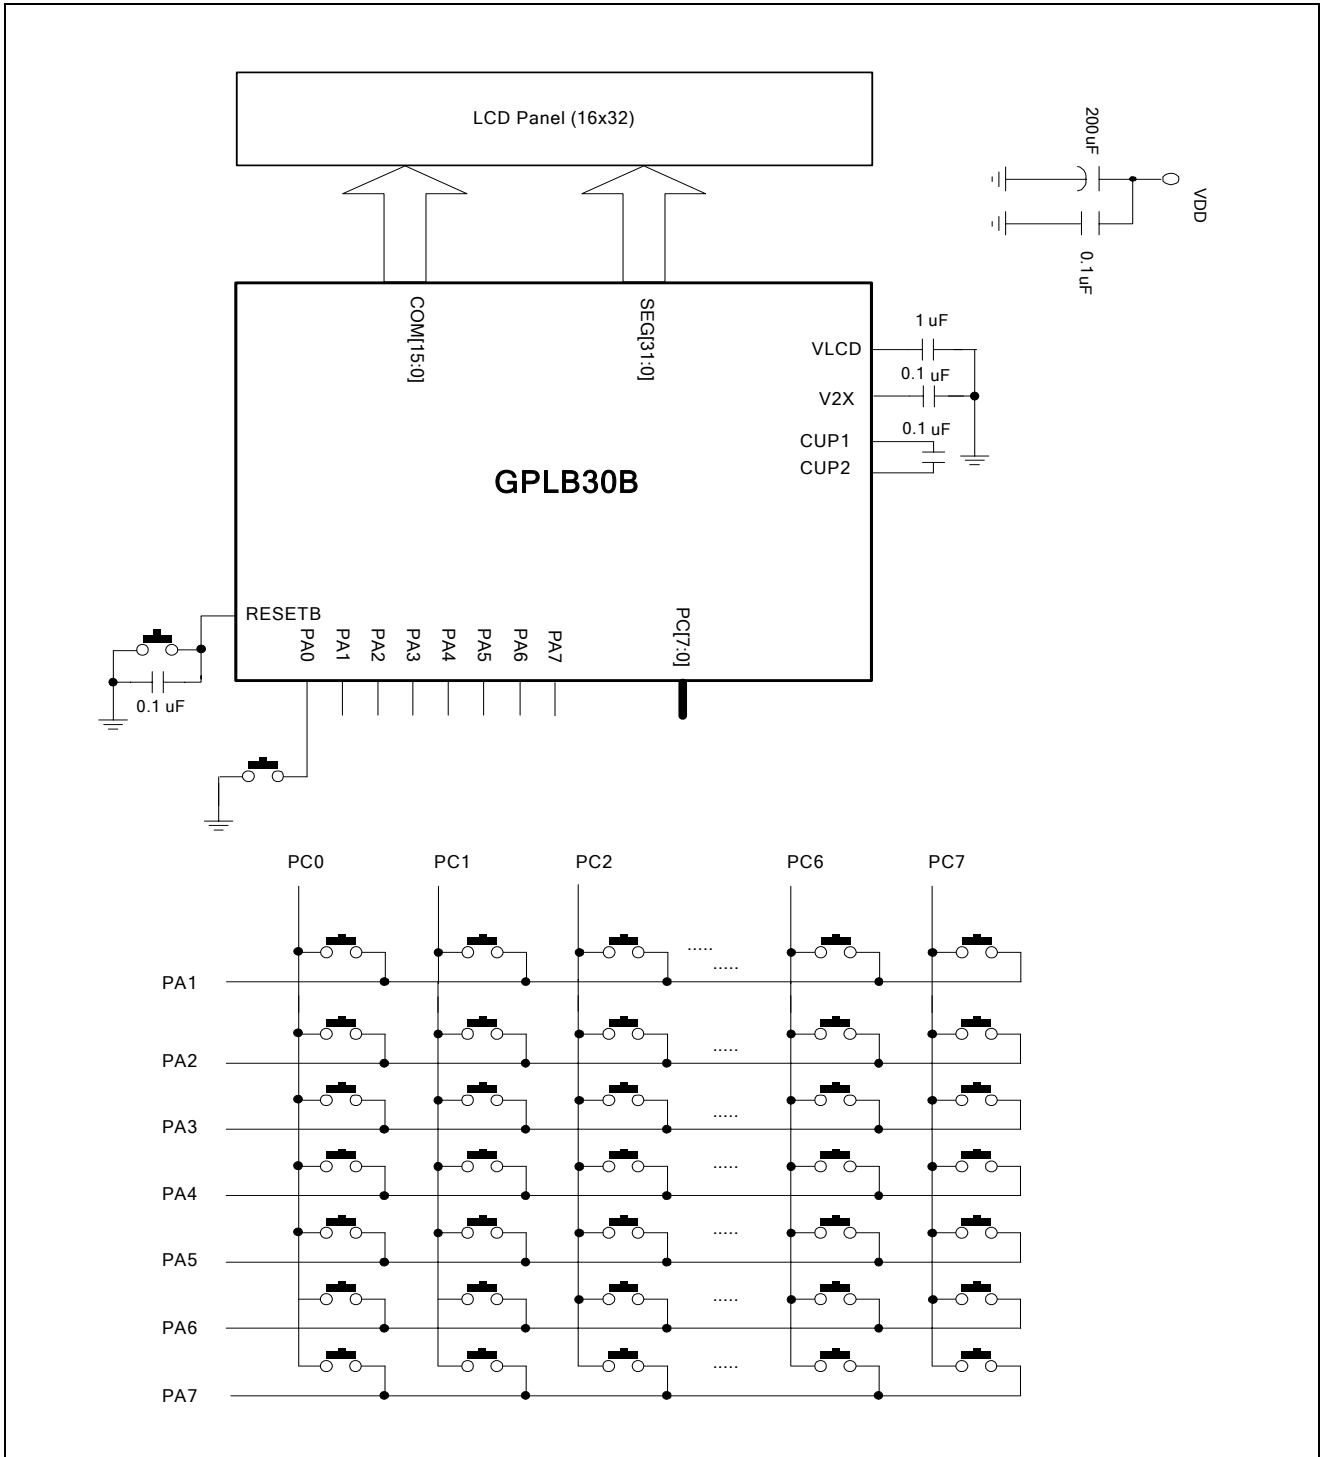 LCD Panel (16x32)
200uF
VDD
0.1uF
COM[15:0]
SEG[31:0]
1 uF
VLCD
0.1 uF
V2X
0.1 uF
CUP1
CUP2
GPLB30B
RESETB
PA0
PA1
PA2
PA3
PA4
PA5
PA6
PA7
PC[7:0]
0.1 uF
PC0 PC1 PC2 PC6 PC7
.....
.....
PA1
.....
PA2
.....
PA3
.....
PA4
.....
PA5
.....
PA6
.....
PA7